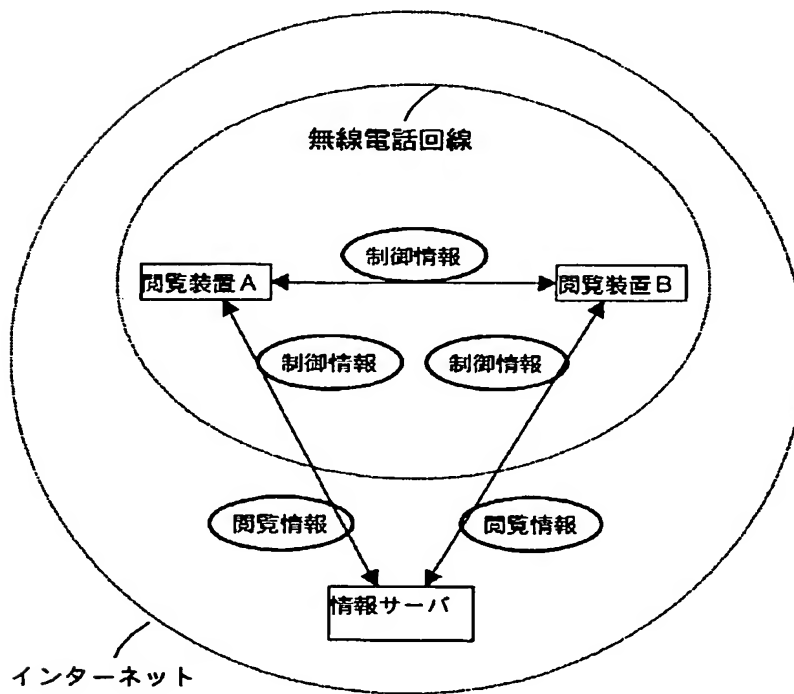 無線電話回線
制御情報
閲覧装置A
閲覧装置B
制御情報
制御情報
閲覧情報
閲覧情報
情報サーバ
インターネット